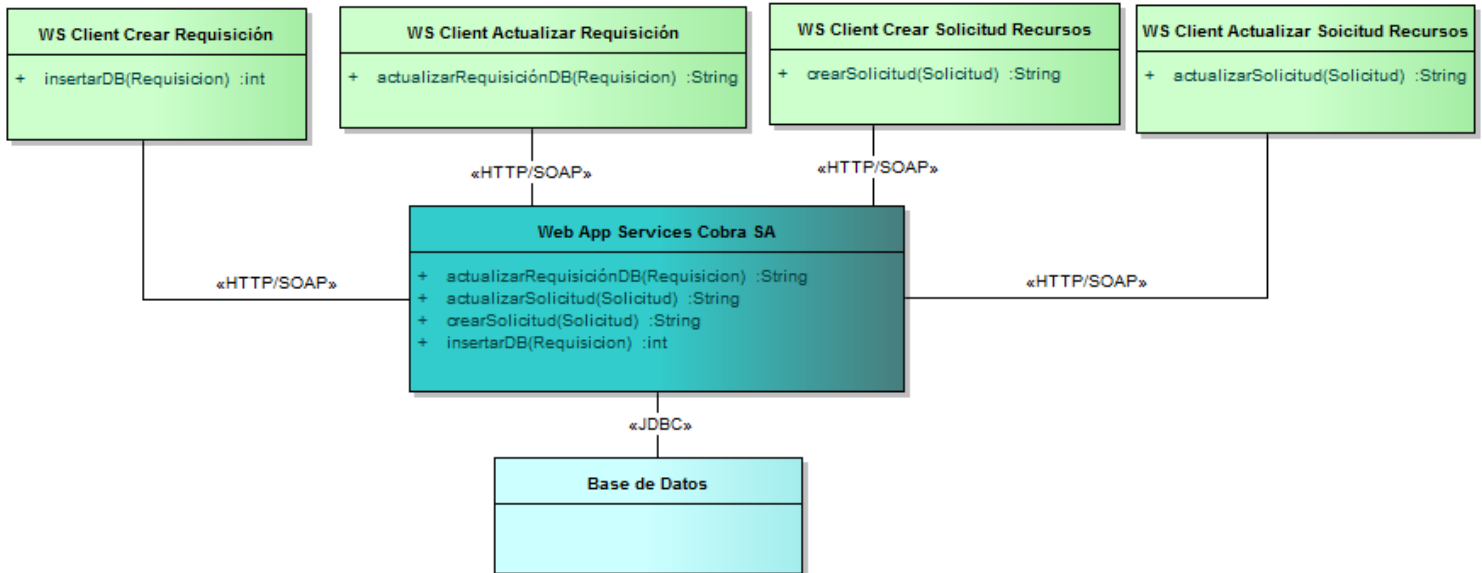 WS Client Crear Requisición
+ insertarDB(Requisicion) :int
WS Client Actualizar Requisición
+ actualizarRequisiciónDB(Requisicion) :String
WS Client Crear Solicitud Recursos
+ crearSolicitud(Solicitud) :String
WS Client Actualizar Soicitud Recursos
+ actualizarSolicitud(Solicitud) :String
«HTTP/SOAP»
«HTTP/SOAP»
«HTTP/SOAP»
«HTTP/SOAP»
Web App Services Cobra SA
+ actualizarRequisiciónDB(Requisicion) :String
+ actualizarSolicitud(Solicitud) :String
+ crearSolicitud(Solicitud) :String
+ insertarDB(Requisicion) :int
«JDBC»
Base de Datos